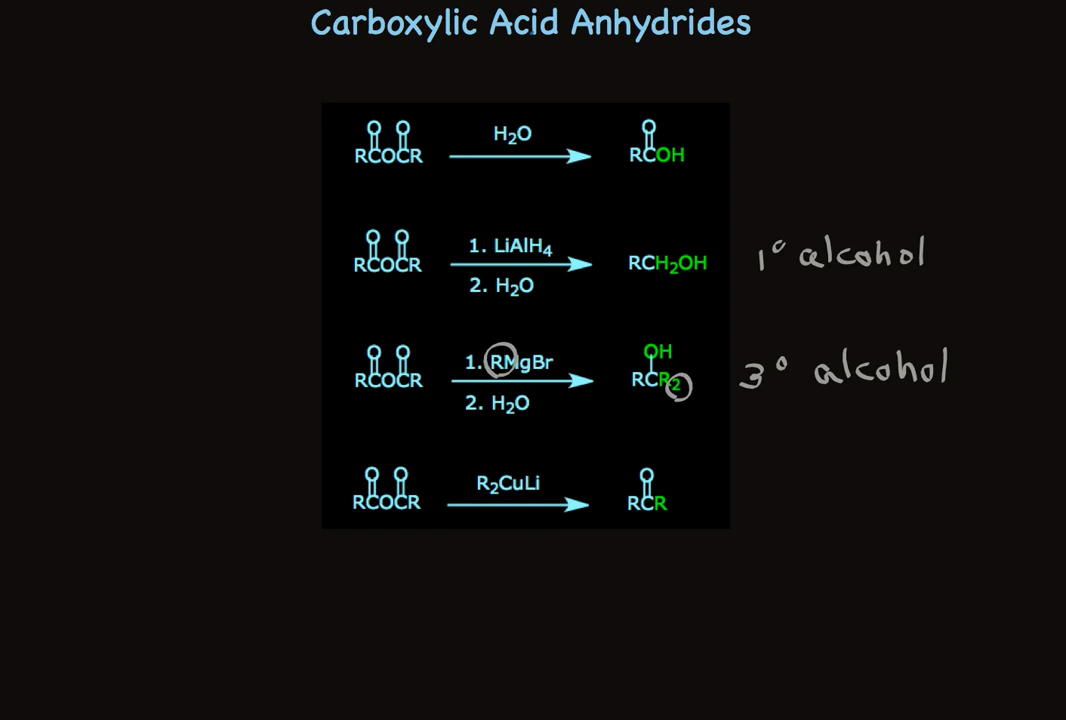 Carboxylic Acid Anhydrides
O O
RCOCR
H₂O
O
RCOH
O O
RCOCR
1. LiAlH₄
2. H₂O
RCH₂OH
1° alcohol
O O
RCOCR
1. RMgBr
2. H₂O
OH
RCR₂
3° alcohol
O O
RCOCR
R₂CuLi
O
RCR